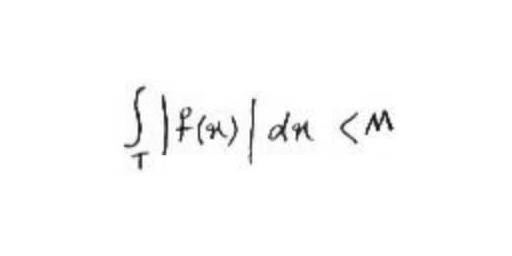 ∫_T |f(x)| dx < M